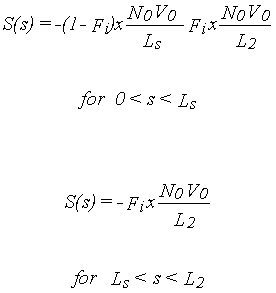 S(s) = -(1 - Fi)x N0V0/Ls Fi x N0V0/L2
for 0 < s < Ls
S(s) = - Fi x N0V0/L2
for Ls < s < L2